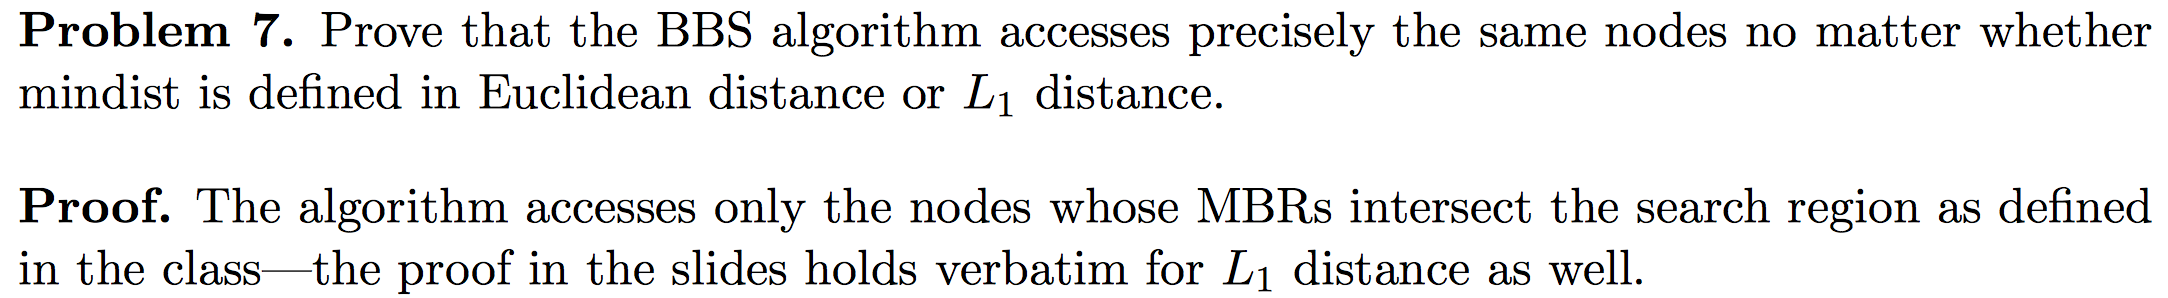 Problem 7. Prove that the BBS algorithm accesses precisely the same nodes no matter whether
mindist is defined in Euclidean distance or L₁ distance.
Proof. The algorithm accesses only the nodes whose MBRs intersect the search region as defined
in the class—the proof in the slides holds verbatim for L₁ distance as well.